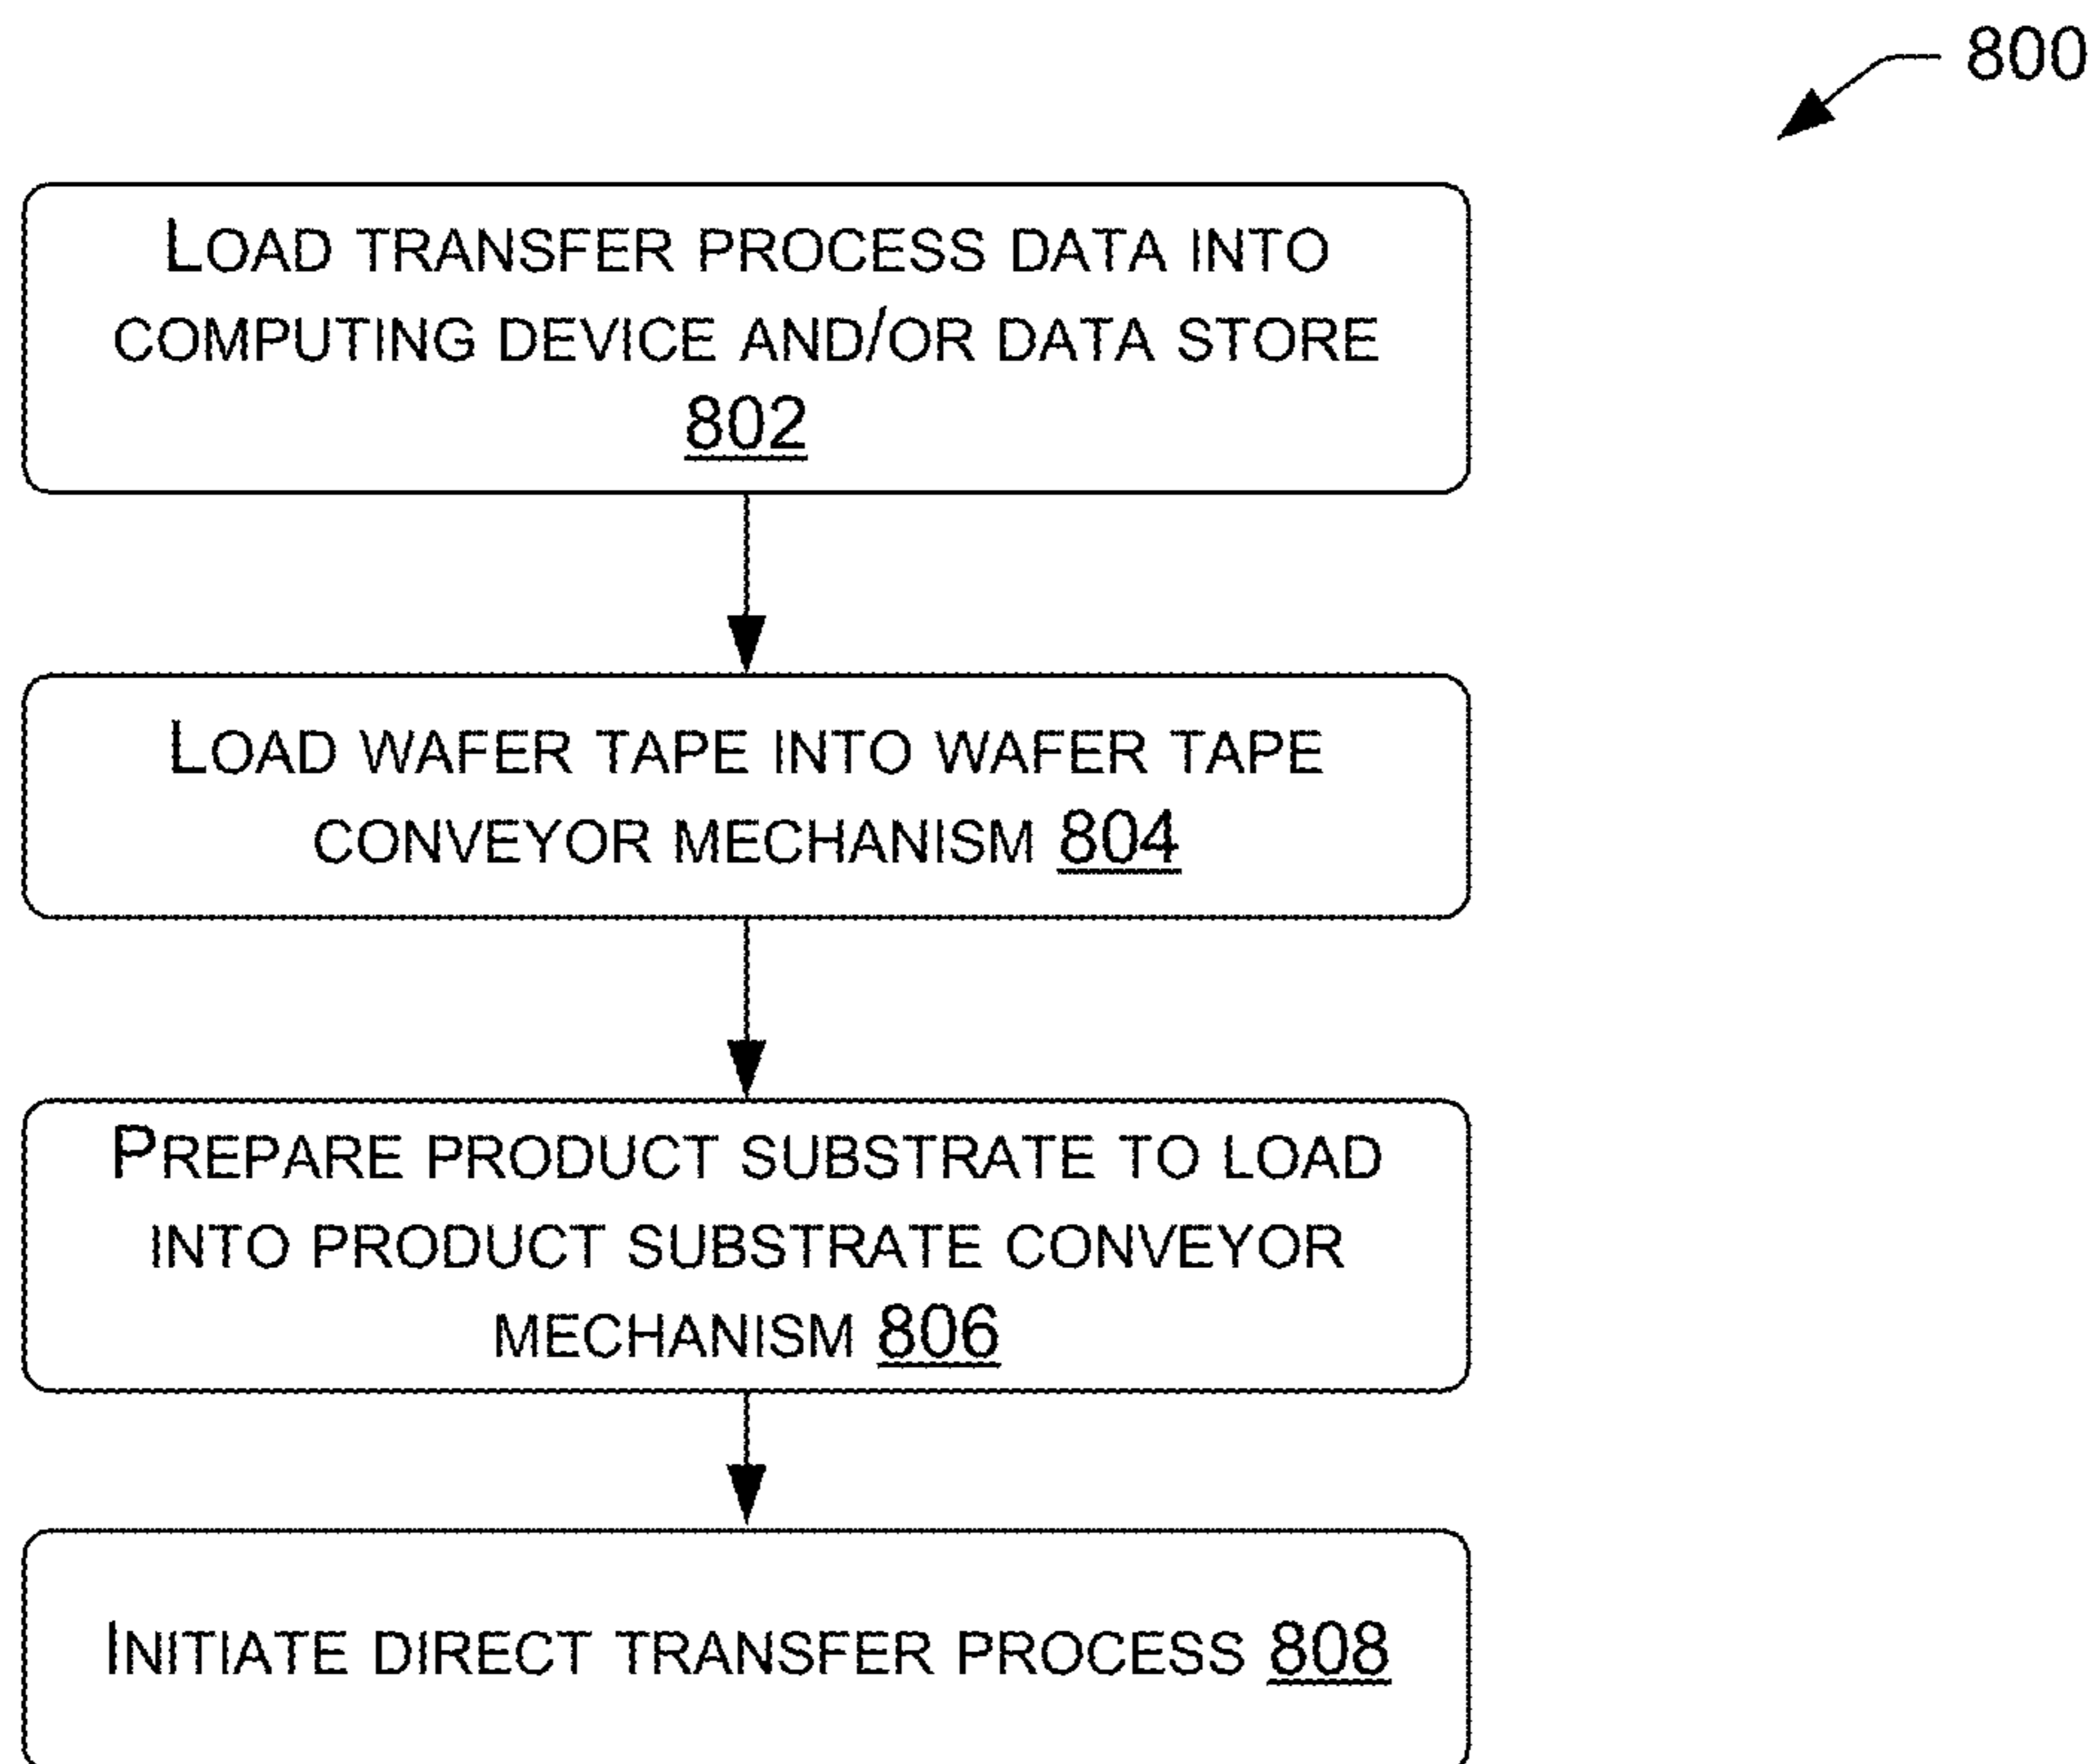 800
LOAD TRANSFER PROCESS DATA INTO
COMPUTING DEVICE AND/OR DATA STORE
802
LOAD WAFER TAPE INTO WAFER TAPE
CONVEYOR MECHANISM 804
PREPARE PRODUCT SUBSTRATE TO LOAD
INTO PRODUCT SUBSTRATE CONVEYOR
MECHANISM 806
INITIATE DIRECT TRANSFER PROCESS 808